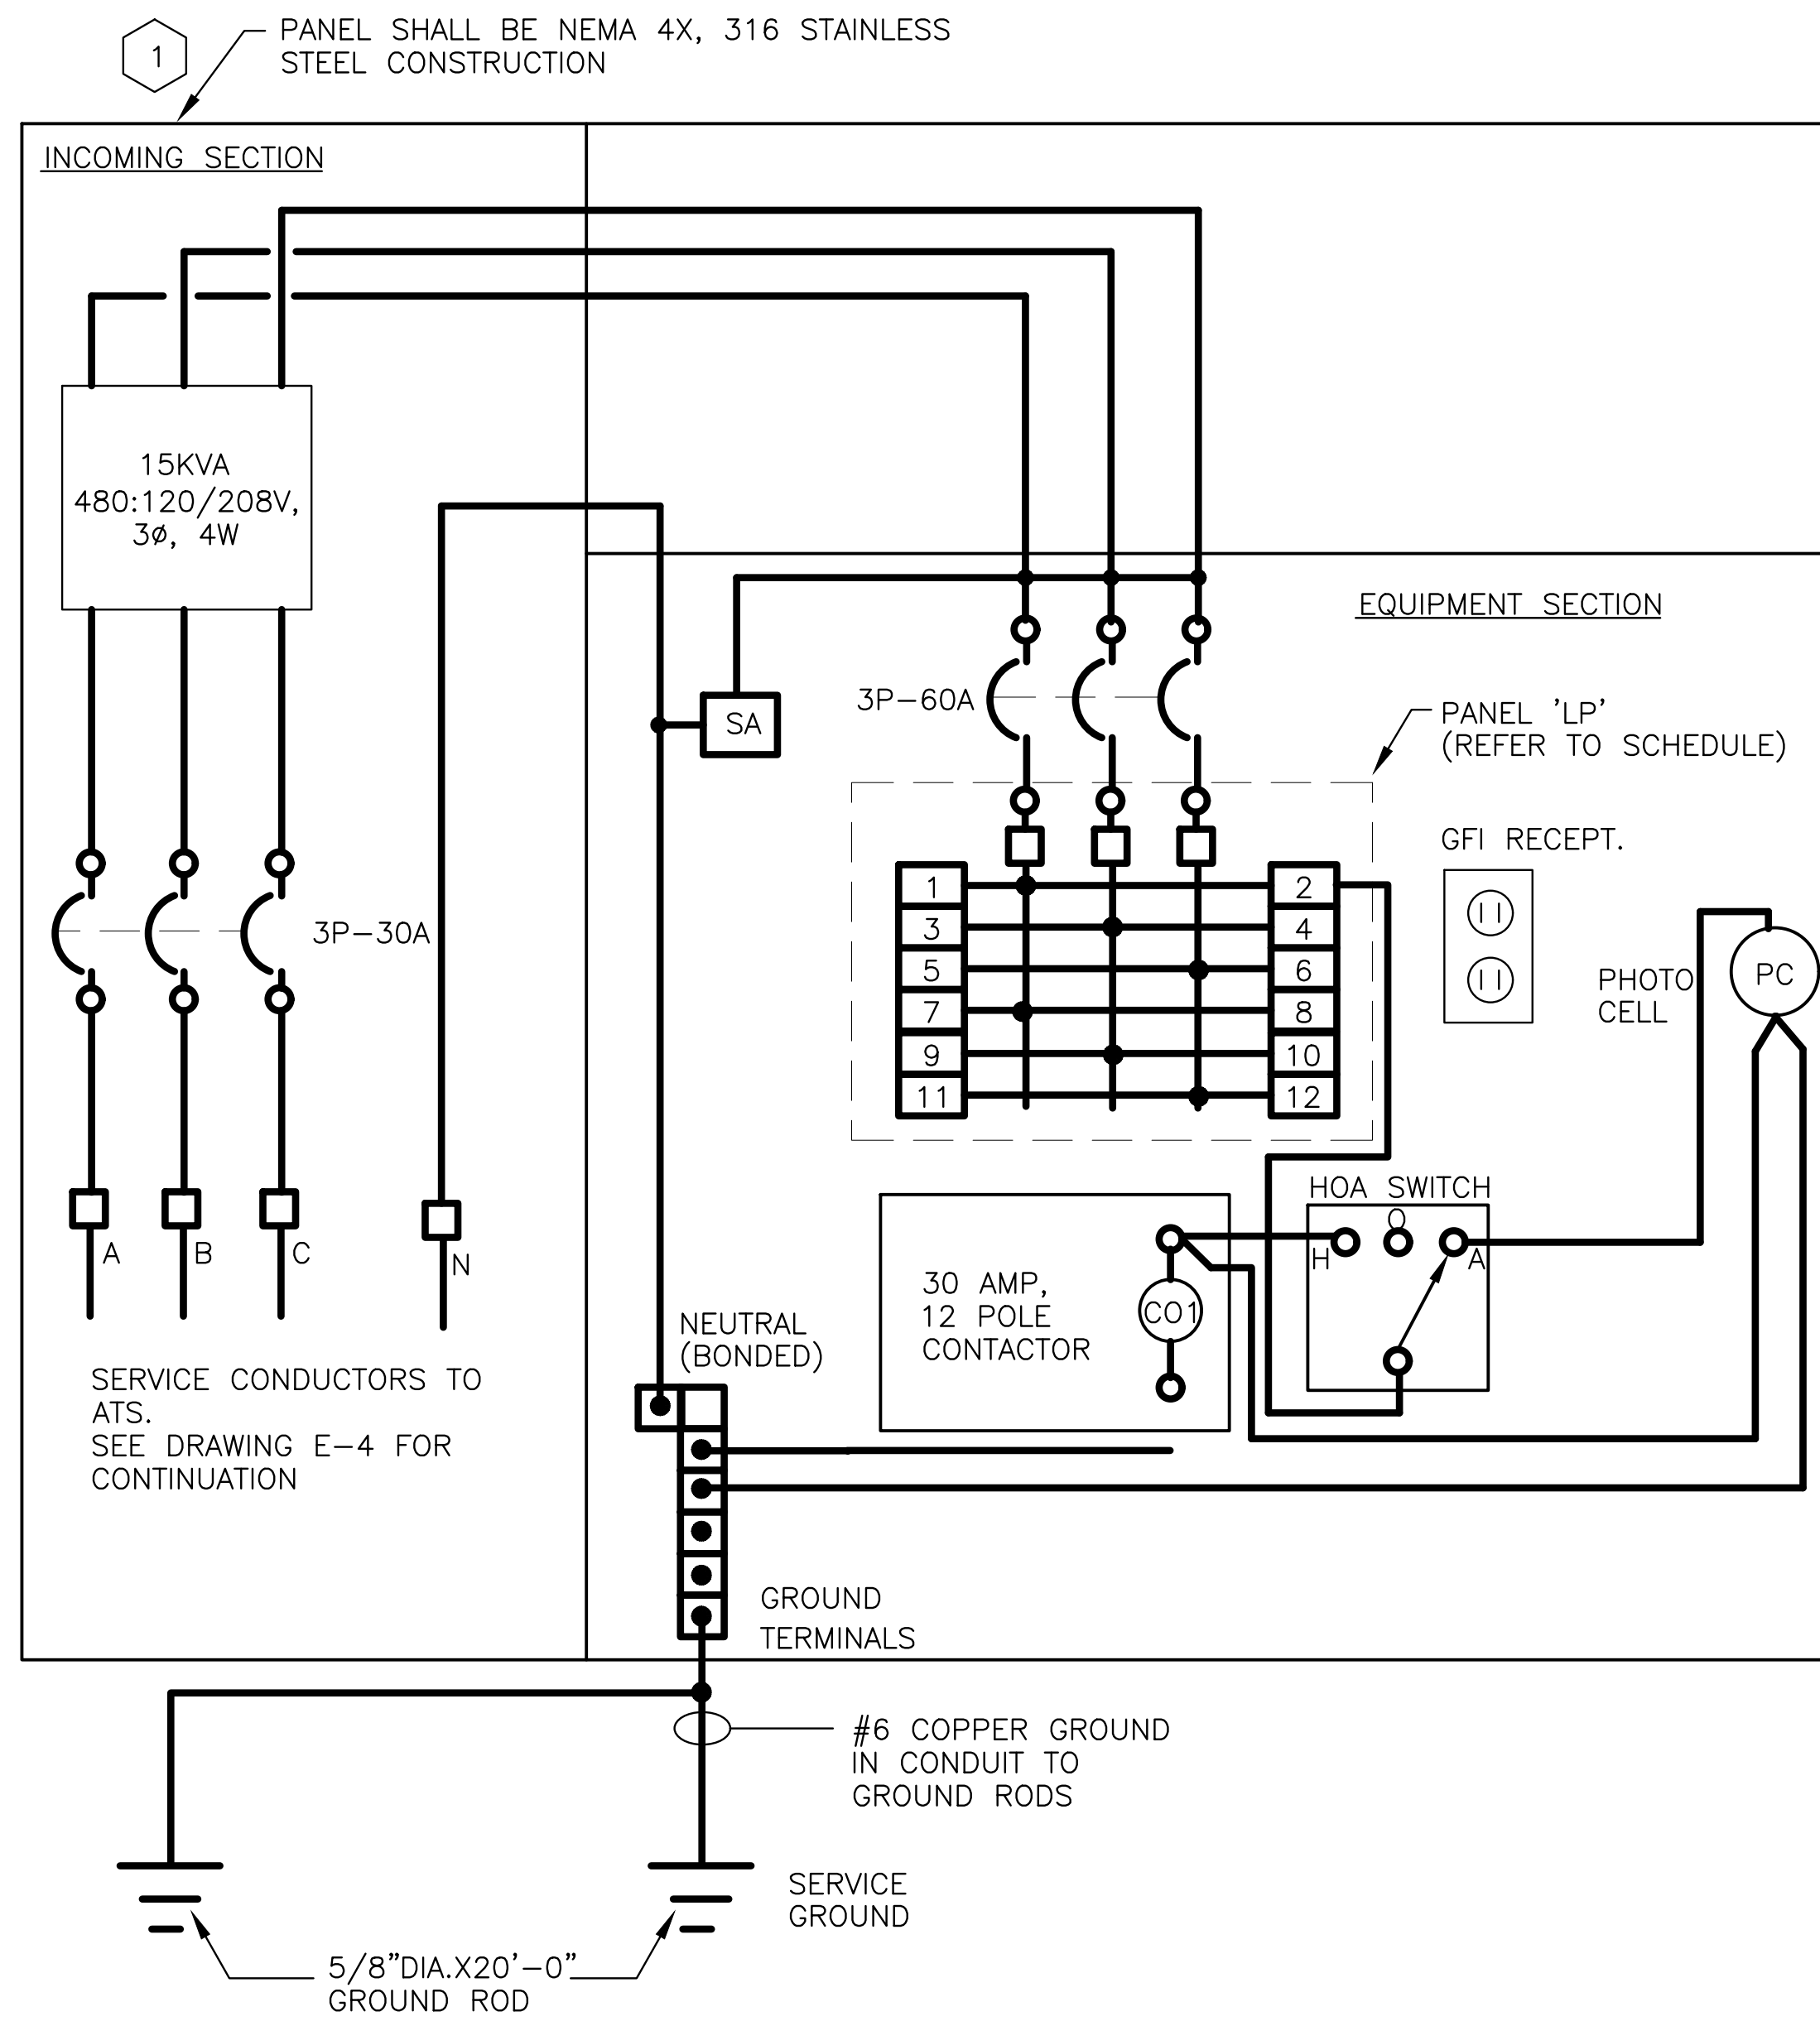 1
PANEL SHALL BE NEMA 4X, 316 STAINLESS
STEEL CONSTRUCTION
INCOMING SECTION
15KVA
480:120/208V,
3ø, 4W
EQUIPMENT SECTION
3P-60A
SA
PANEL 'LP'
(REFER TO SCHEDULE)
GFI RECEPT.
1
2
3
4
5
6
7
8
9
10
11
12
3P-30A
PHOTO
CELL
PC
HOA SWITCH
O
H
A
A
B
C
N
30 AMP,
12 POLE
CONTACTOR
CO1
NEUTRAL
(BONDED)
SERVICE CONDUCTORS TO
ATS.
SEE DRAWING E-4 FOR
CONTINUATION
GROUND
TERMINALS
#6 COPPER GROUND
IN CONDUIT TO
GROUND RODS
SERVICE
GROUND
5/8"DIA.X20'-0"
GROUND ROD